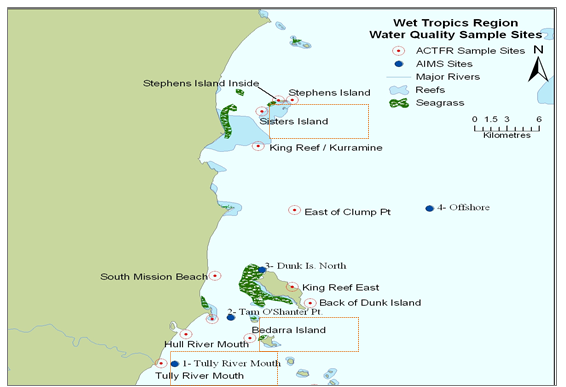 Wet Tropics Region
Water Quality Sample Sites
ACTFR Sample Sites
AIMS Sites
Major Rivers
Reefs
Seagrass
N
0 1.5 3 6
Kilometres
Stephens Island Inside
Stephens Island
Sisters Island
King Reef / Kurramine
East of Clump Pt
4- Offshore
3- Dunk Is. North
South Mission Beach
King Reef East
Back of Dunk Island
2- Tam O'Shanter Pt.
Bedarra Island
Hull River Mouth
1- Tully River Mouth
Tully River Mouth